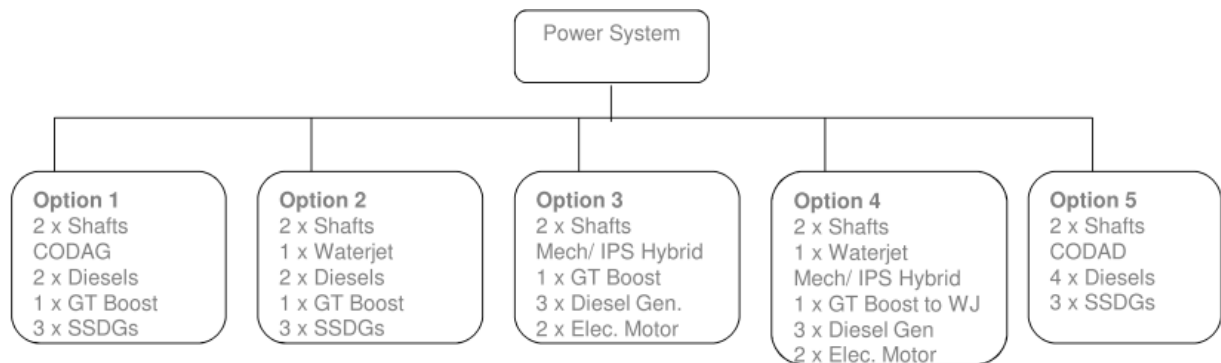 Power System
Option 1
2 x Shafts
CODAG
2 x Diesels
1 x GT Boost
3 x SSDGs
Option 2
2 x Shafts
1 x Waterjet
2 x Diesels
1 x GT Boost
3 x SSDGs
Option 3
2 x Shafts
Mech/ IPS Hybrid
1 x GT Boost
3 x Diesel Gen.
2 x Elec. Motor
Option 4
2 x Shafts
1 x Waterjet
Mech/ IPS Hybrid
1 x GT Boost to WJ
3 x Diesel Gen
2 x Elec. Motor
Option 5
2 x Shafts
CODAD
4 x Diesels
3 x SSDGs